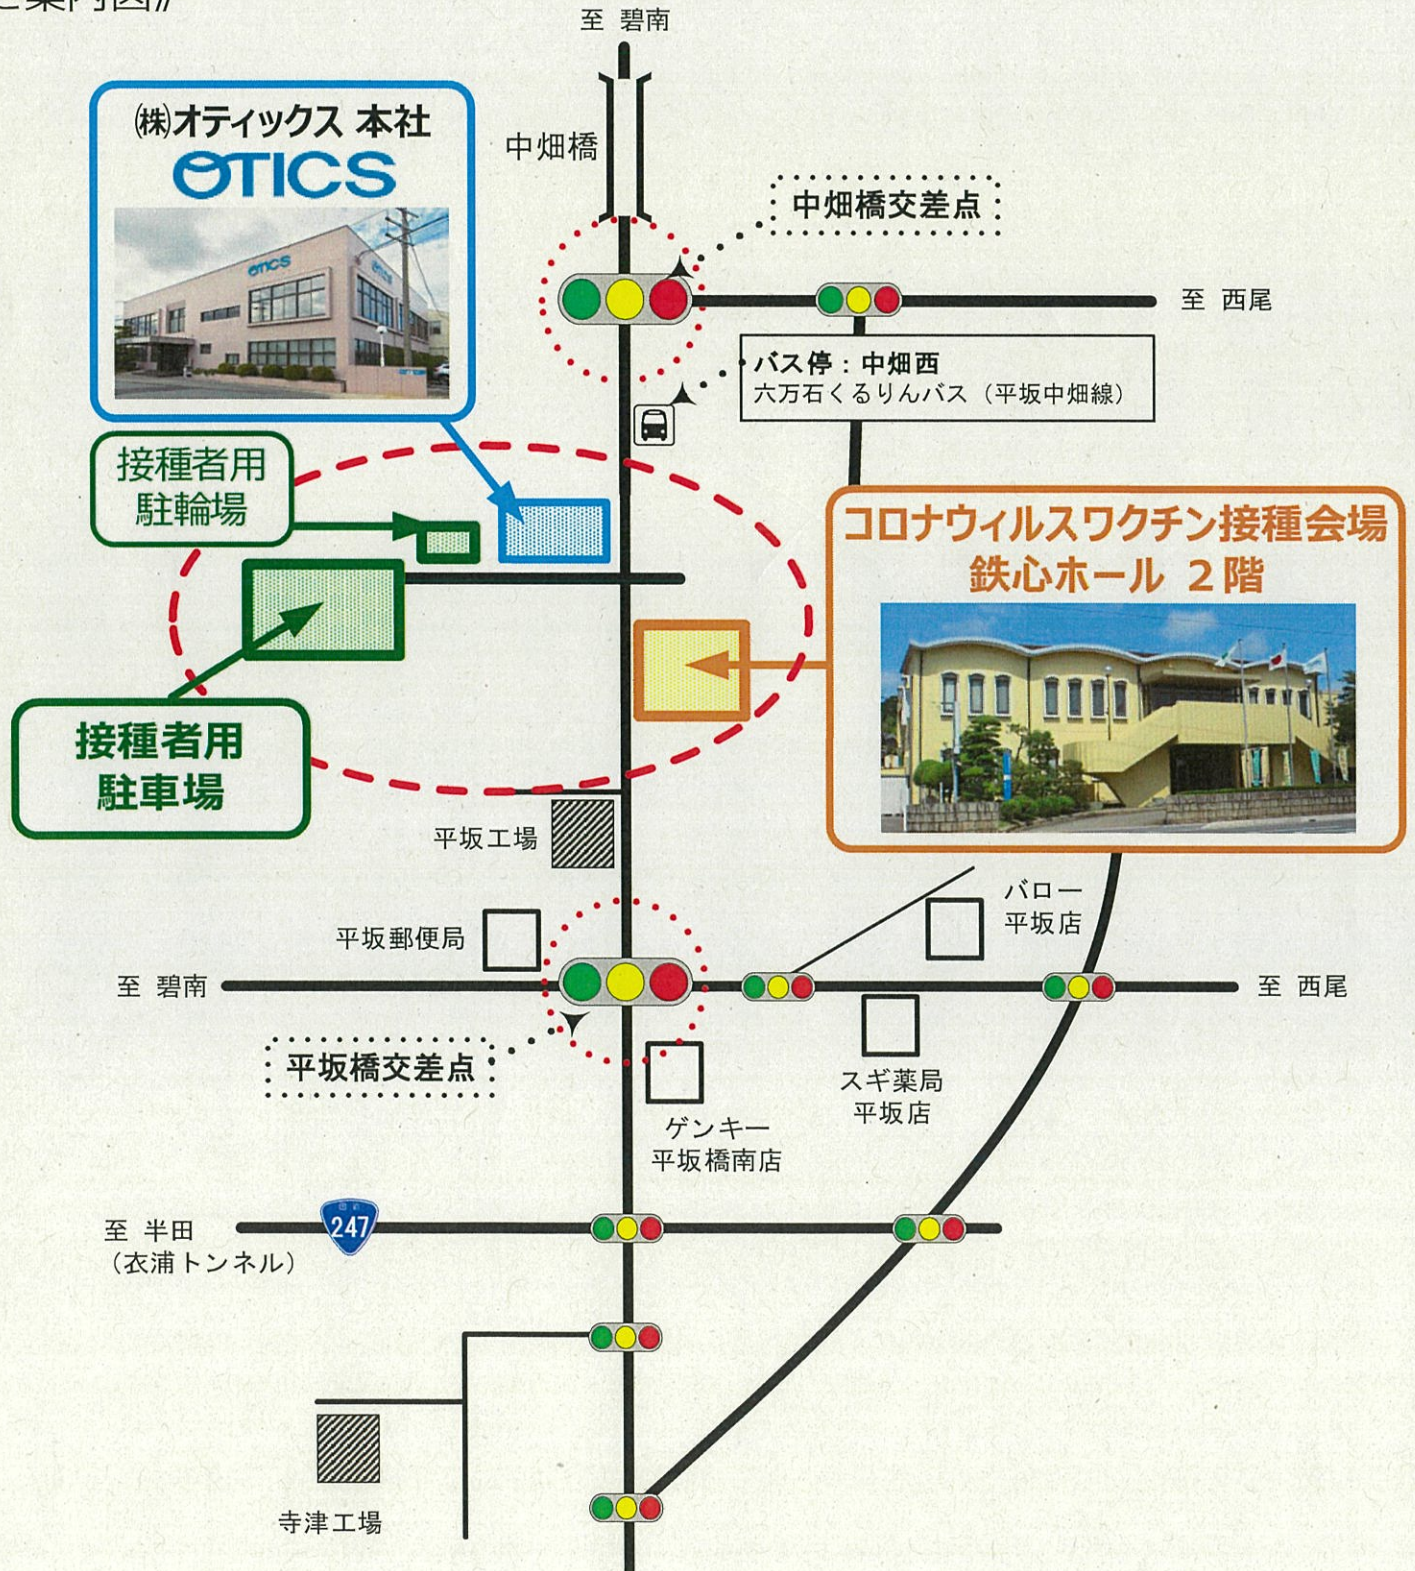 ご案内図》
至 碧南
㈱オティックス 本社
OTICS
中畑橋
中畑橋交差点
OTICS
OTICS
至 西尾
バス停：中畑西
六万石くるりんバス（平坂中畑線）
接種者用
駐輪場
コロナウィルスワクチン接種会場
鉄心ホール ２階
接種者用
駐車場
平坂工場
バロー
平坂店
平坂郵便局
至 碧南
至 西尾
平坂橋交差点
スギ薬局
平坂店
ゲンキー
平坂橋南店
至 半田
（衣浦トンネル）
247
寺津工場